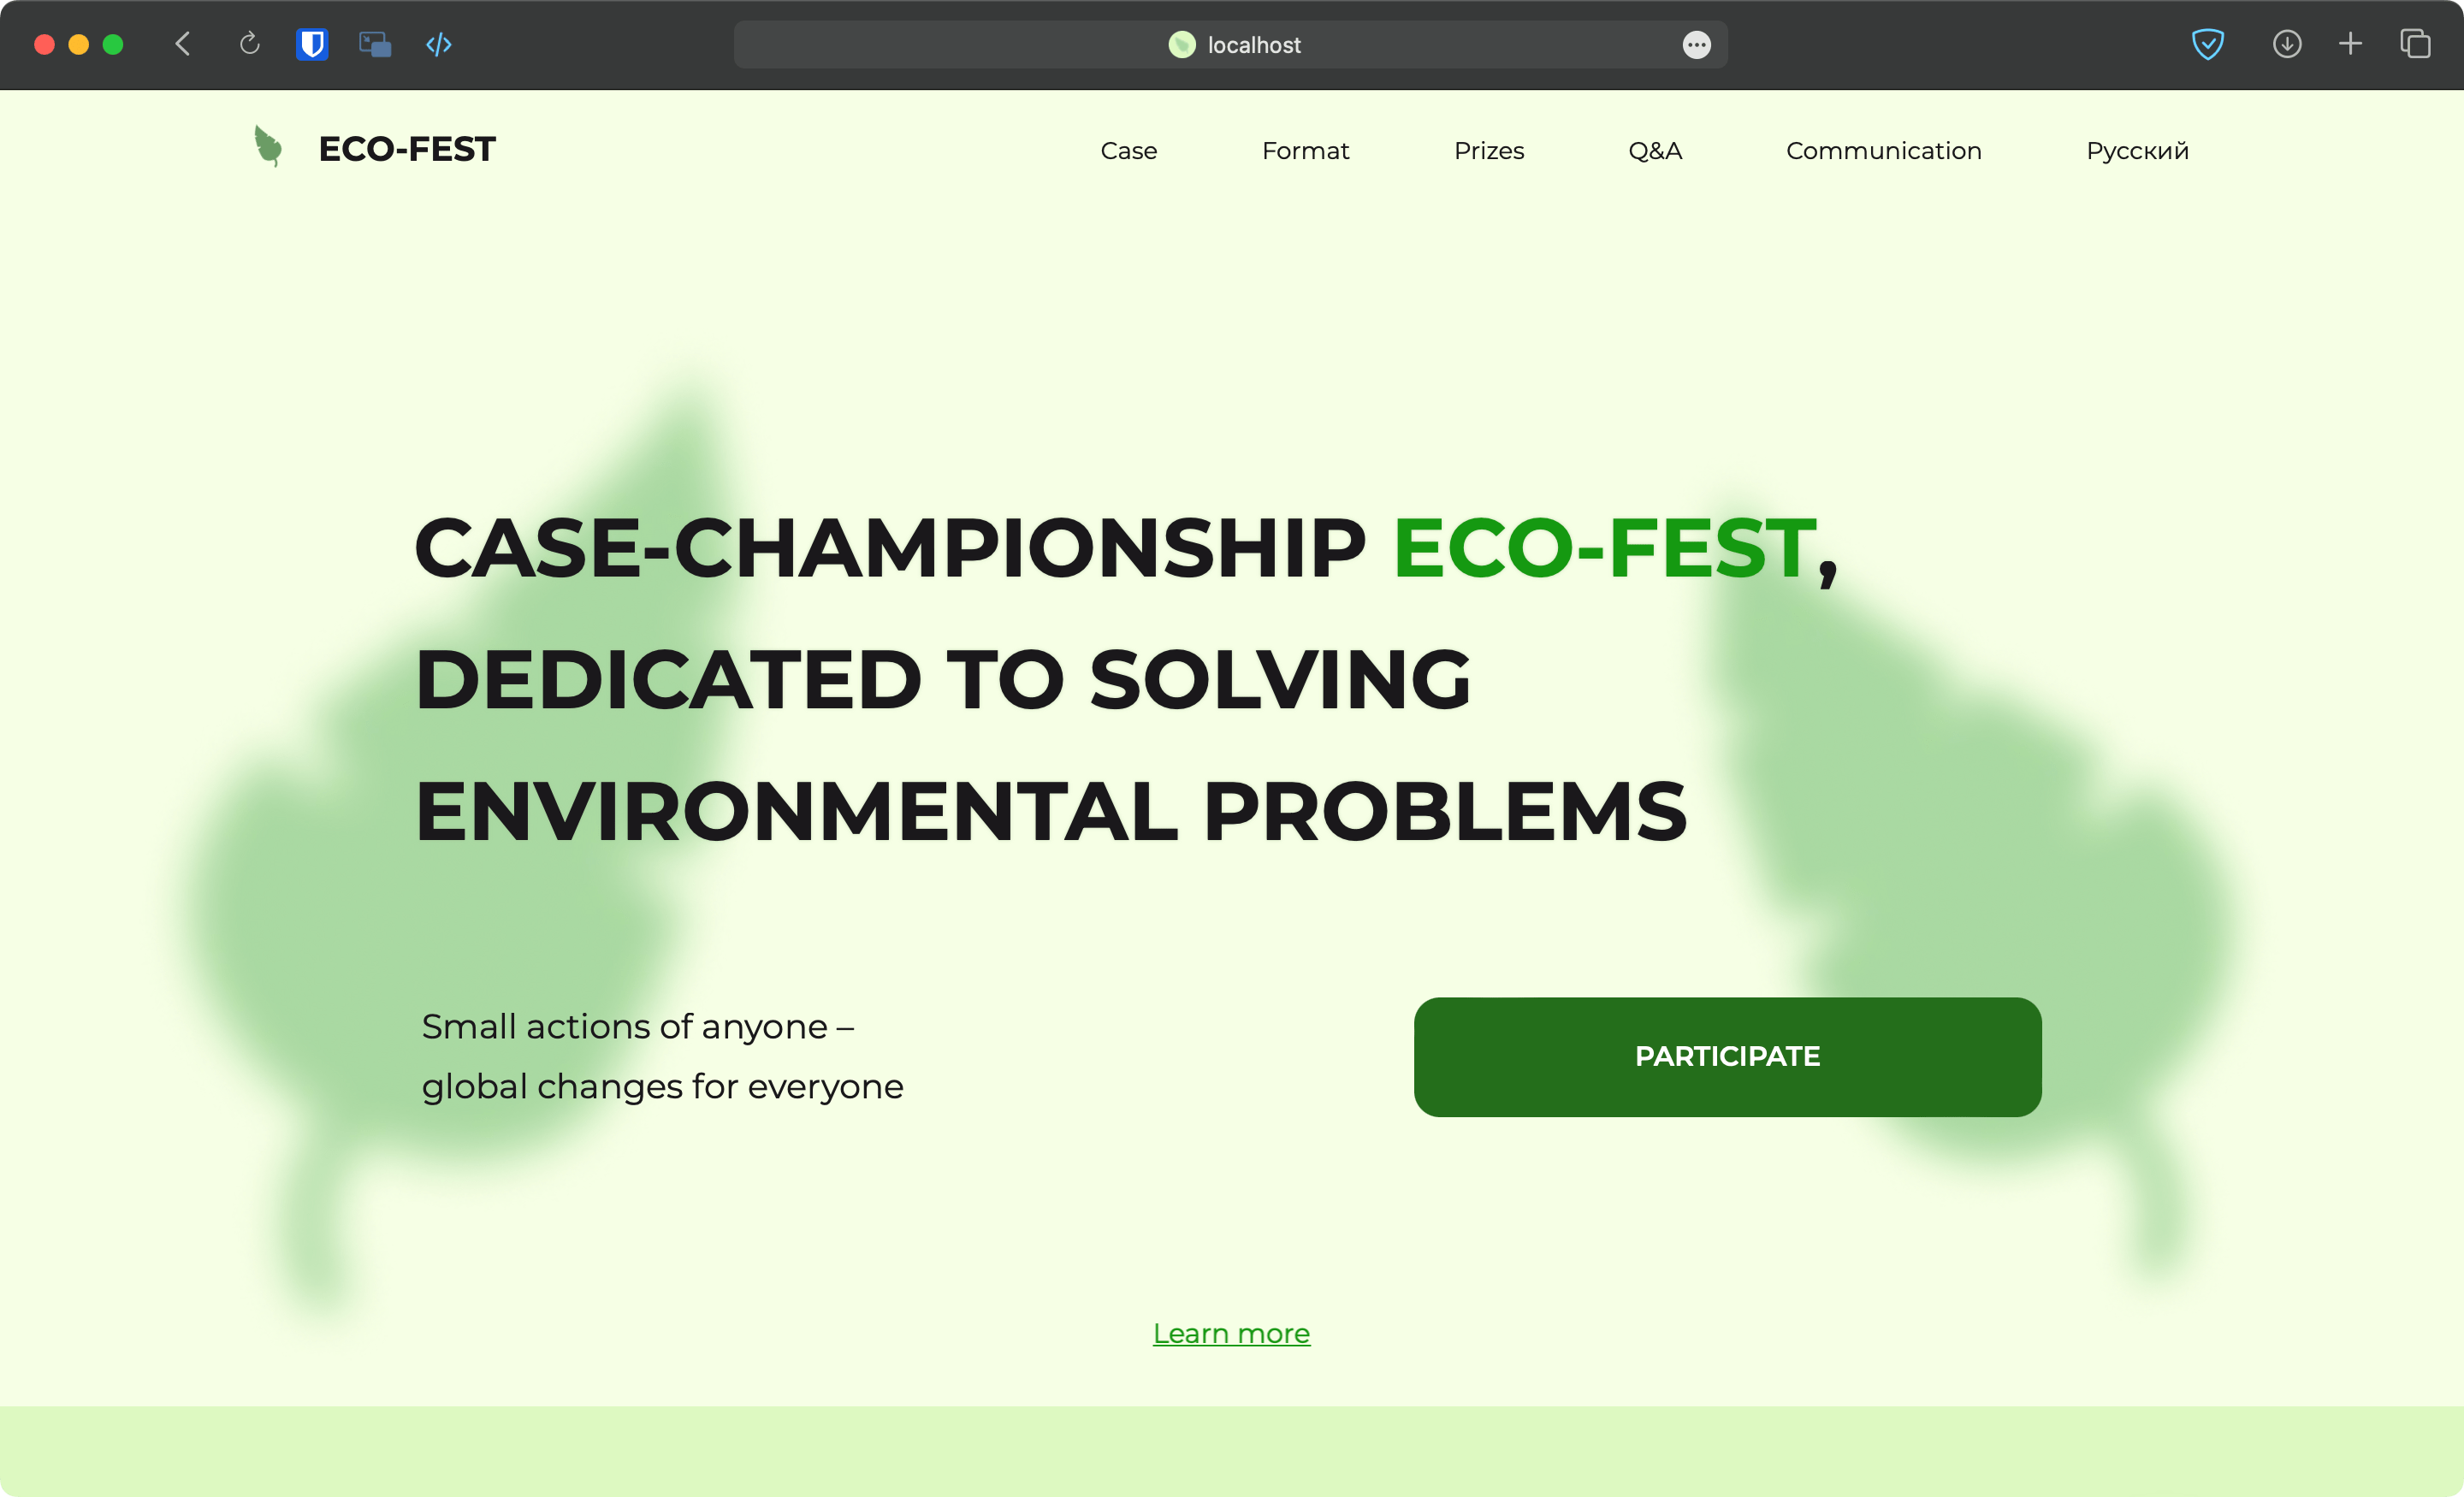 localhost
ECO-FEST
Case Format Prizes Q&A Communication Русский
CASE-CHAMPIONSHIP ECO-FEST,
DEDICATED TO SOLVING
ENVIRONMENTAL PROBLEMS
Small actions of anyone –
global changes for everyone
PARTICIPATE
Learn more